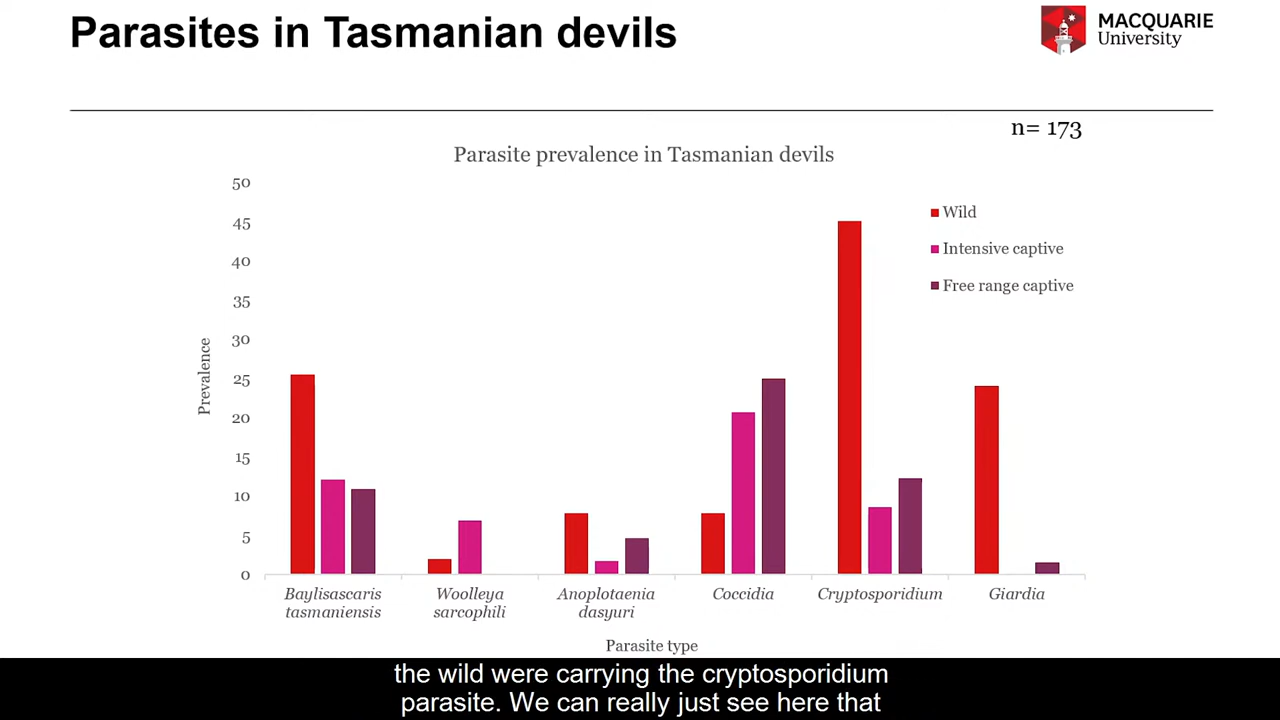 Parasites in Tasmanian devils
MACQUARIE
University
n= 173
Parasite prevalence in Tasmanian devils
50
45
40
35
30
25
20
15
10
5
0
Prevalence
Wild
Intensive captive
Free range captive
Baylisascaris
tasmaniensis
Woolleya
sarcophili
Anoplotaenia
dasyuri
Coccidia
Cryptosporidium
Giardia
Parasite type
the wild were carrying the cryptosporidium
parasite. We can really just see here that